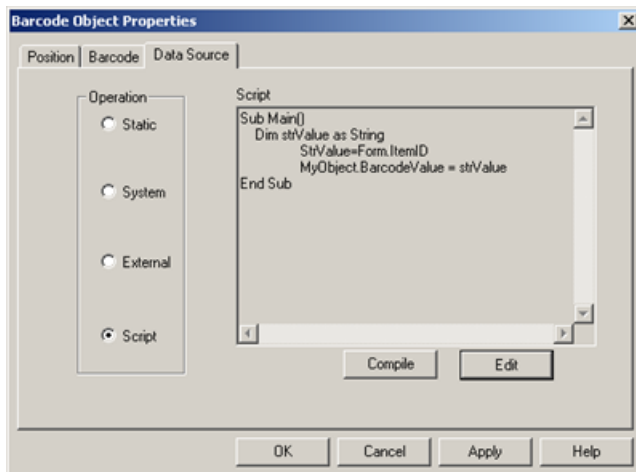 Barcode Object Properties
Position
Barcode
Data Source
Operation
Static
System
External
Script
Script
Sub Main()
Dim strValue as String
StrValue=Form.ItemID
MyObject.BarcodeValue = strValue
End Sub
Compile
Edit
OK
Cancel
Apply
Help